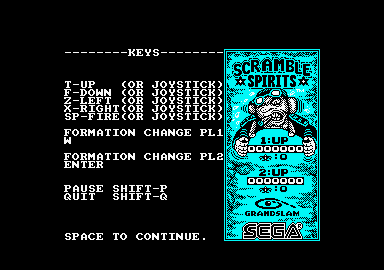 --------KEYS--------
T-UP (OR JOYSTICK)
F-DOWN (OR JOYSTICK)
Z-LEFT (OR JOYSTICK)
X-RIGHT(OR JOYSTICK)
SP-FIRE(OR JOYSTICK)
FORMATION CHANGE PL1
W
FORMATION CHANGE PL2
ENTER
PAUSE SHIFT-P
QUIT SHIFT-Q
SPACE TO CONTINUE.
SCRAMBLE
SPIRITS
1:UP
0000000
:0
2:UP
0000000
:0
GRANDSLAM
SEGA